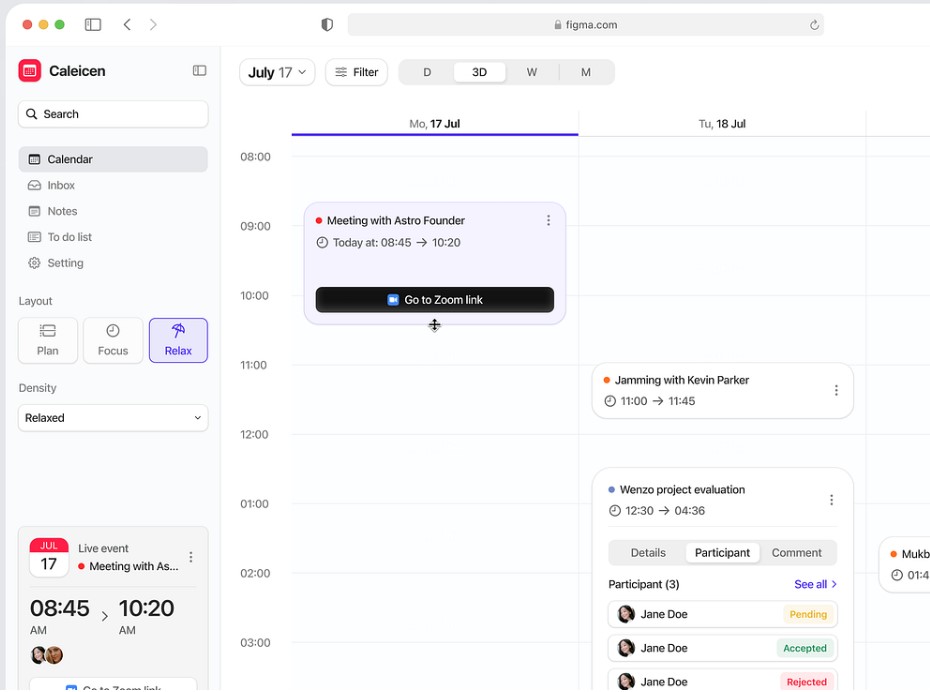 figma.com
Caleicen
Search
Calendar
Inbox
Notes
To do list
Setting
Layout
Plan
Focus
Relax
Density
Relaxed
JUL
17
Live event
Meeting with As...
08:45
10:20
AM
AM
Go to Zoom link
July 17
Filter
D
3D
W
M
Mo, 17 Jul
Tu, 18 Jul
08:00
09:00
10:00
11:00
12:00
01:00
02:00
03:00
Meeting with Astro Founder
Today at: 08:45 → 10:20
Go to Zoom link
Jamming with Kevin Parker
11:00 → 11:45
Wenzo project evaluation
12:30 → 04:36
Details
Participant
Comment
Participant (3)
See all
Jane Doe
Pending
Jane Doe
Accepted
Jane Doe
Rejected
Mukb
01:4